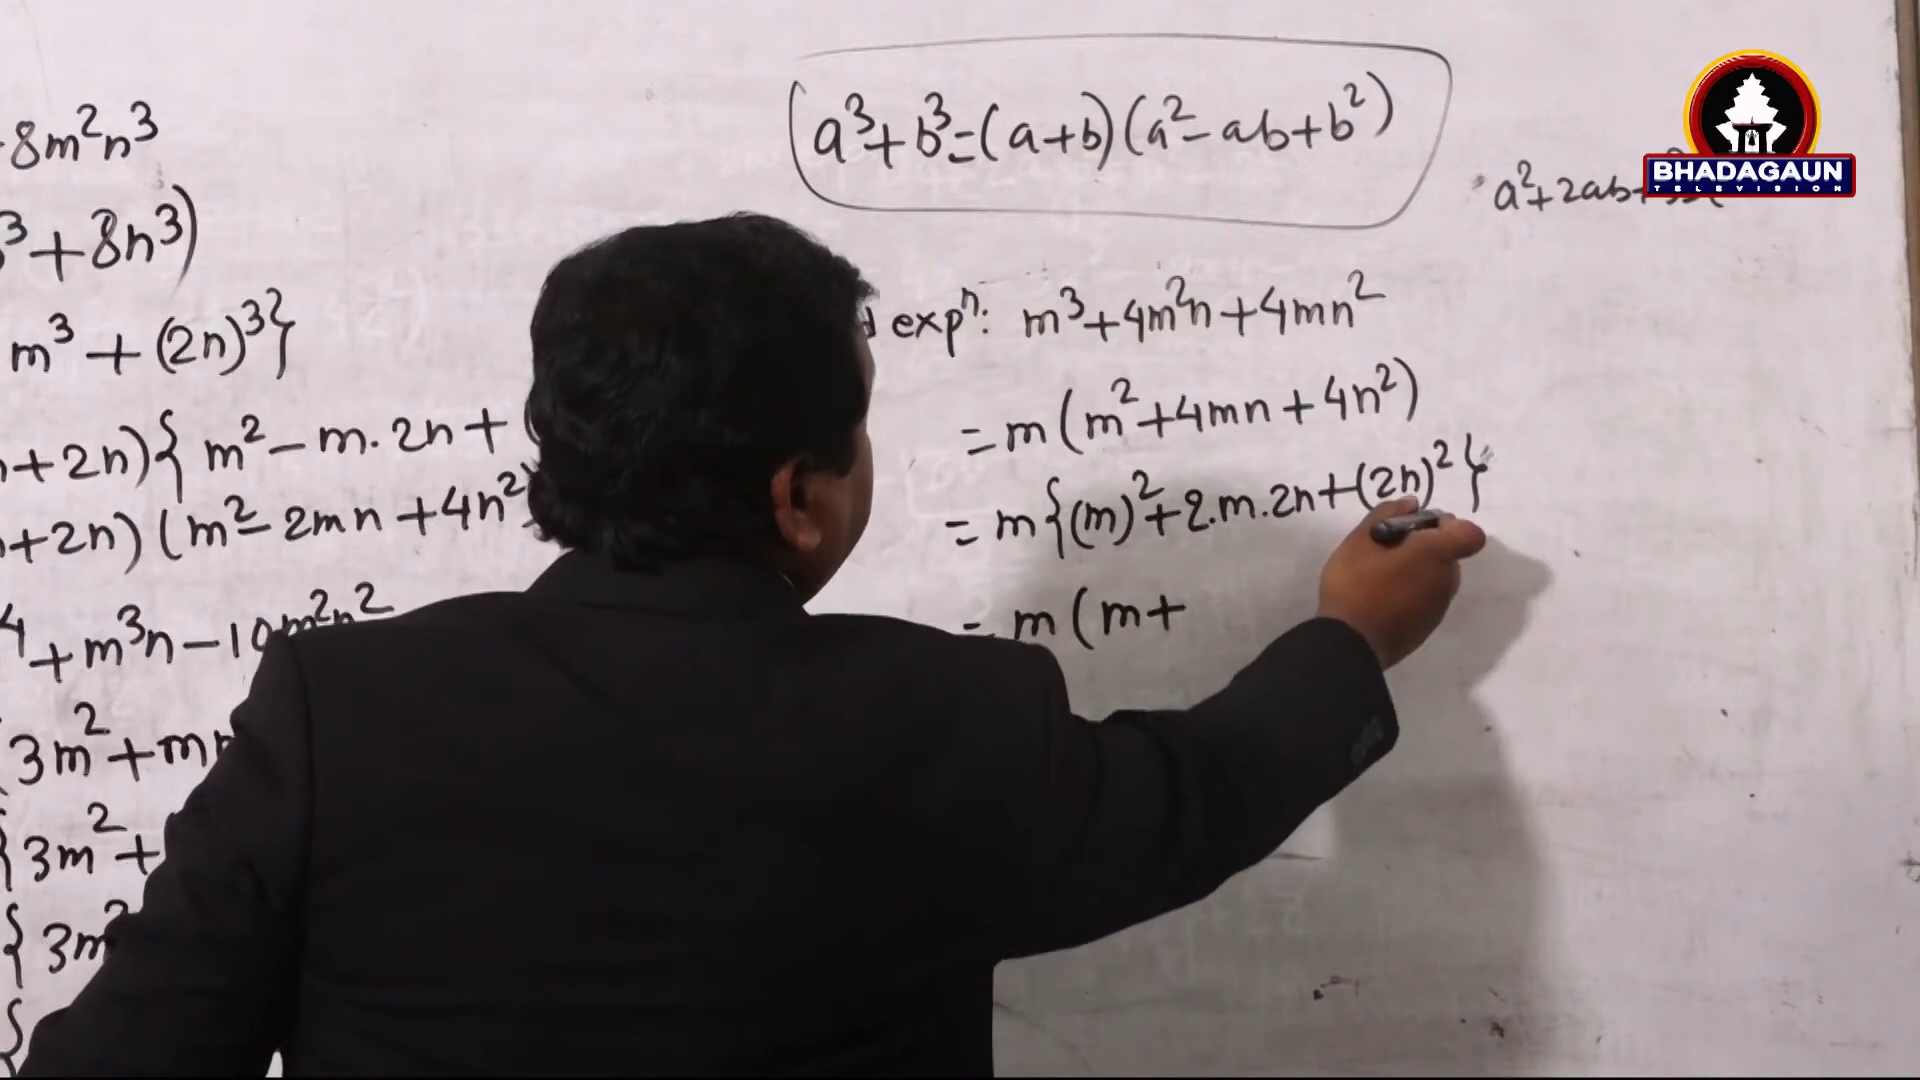 8m²n³
³+8n³)
m³+(2n)³}
+2n){m²-m.2n+
+2n)(m²-2mn+4n²)
⁴+m³n-10m²n²
3m²+mn
{3m²+
{3m²
{
(a³+b³=(a+b)(a²-ab+b²)
a²+2ab+
expⁿ: m³+4m²n+4mn²
=m(m²+4mn+4n²)
=m{(m)²+2.m.2n+(2n)²}
=m(m+
BHADAGAUN
TELEVISION